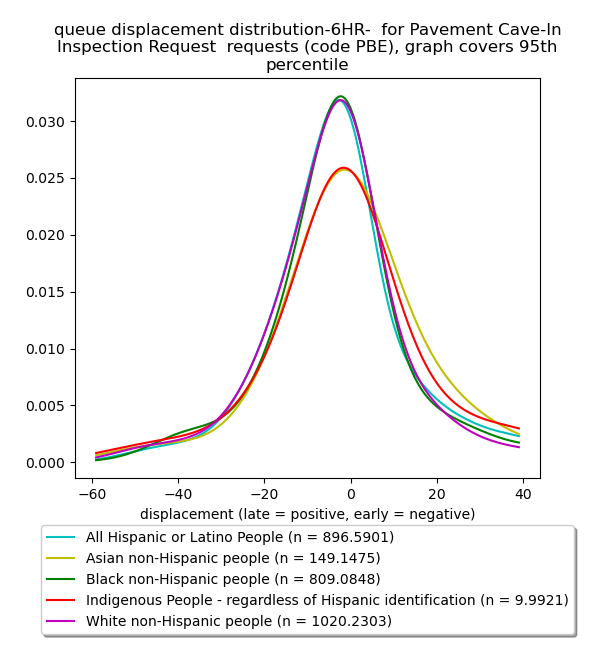 queue displacement distribution-6HR-  for Pavement Cave-In
Inspection Request  requests (code PBE), graph covers 95th
percentile
0.030
0.025
0.020
0.015
0.010
0.005
0.000
−60 −40 −20 0 20 40
displacement (late = positive, early = negative)
All Hispanic or Latino People (n = 896.5901)
Asian non-Hispanic people (n = 149.1475)
Black non-Hispanic people (n = 809.0848)
Indigenous People - regardless of Hispanic identification (n = 9.9921)
White non-Hispanic people (n = 1020.2303)